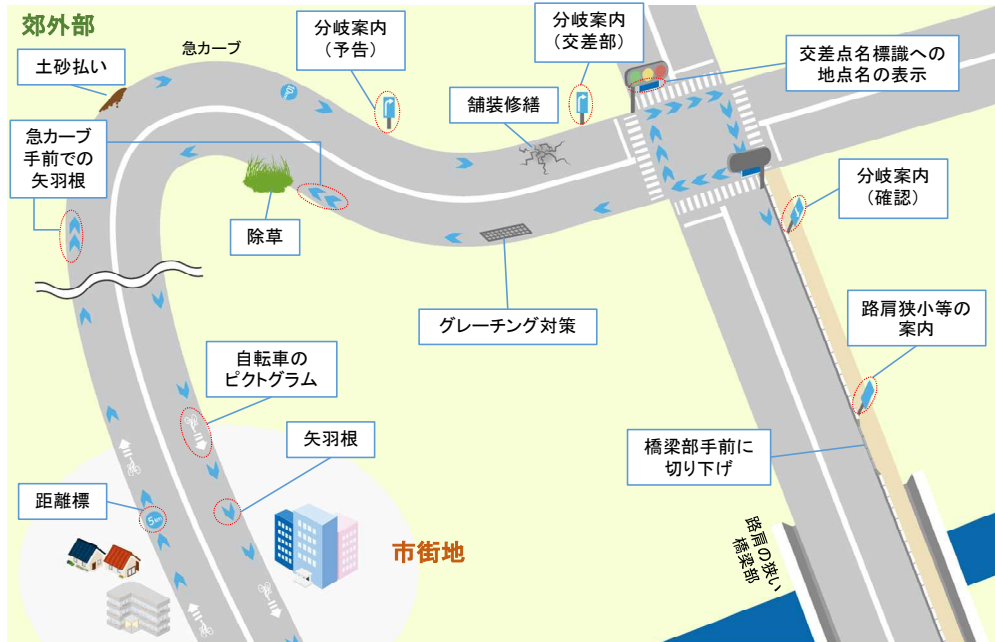 郊外部
急カーブ
分岐案内
(予告)
分岐案内
(交差部)
交差点名標識への
地点名の表示
土砂払い
舗装修繕
急カーブ
手前での
矢羽根
除草
分岐案内
(確認)
グレーチング対策
路肩狭小等の
案内
自転車の
ピクトグラム
矢羽根
橋梁部手前に
切り下げ
距離標
5km
市街地
路肩の狭い
橋梁部